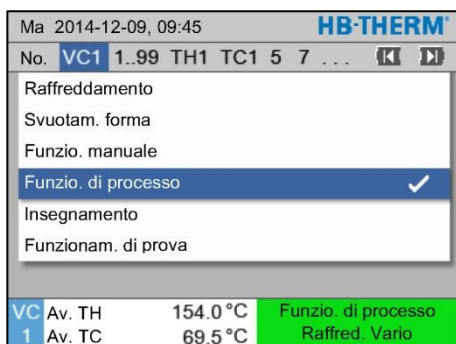 Ma 2014-12-09, 09:45 HB-THERM®
No. VC1 1..99 TH1 TC1 5 7 ...
Raffreddamento
Svuotam. forma
Funzio. manuale
Funzio. di processo
Insegnamento
Funzionam. di prova
VC Av. TH 154.0 °C Funzio. di processo
1 Av. TC 69.5 °C Raffred. Vario